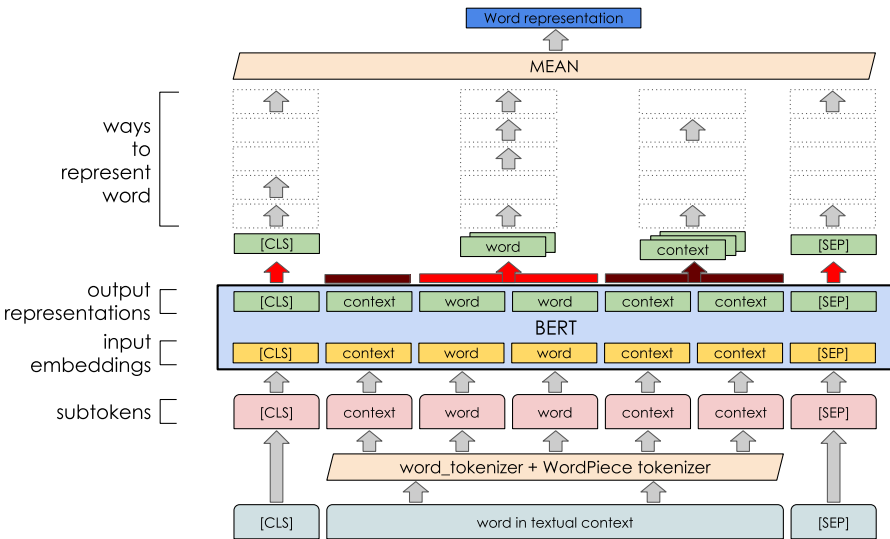 Word representation
MEAN
ways
to
represent
word
[CLS]
word
context
[SEP]
output
representations
[CLS] context word word context context [SEP]
BERT
input
embeddings
[CLS] context word word context context [SEP]
subtokens
[CLS] context word word context context [SEP]
word_tokenizer + WordPiece tokenizer
[CLS] word in textual context [SEP]